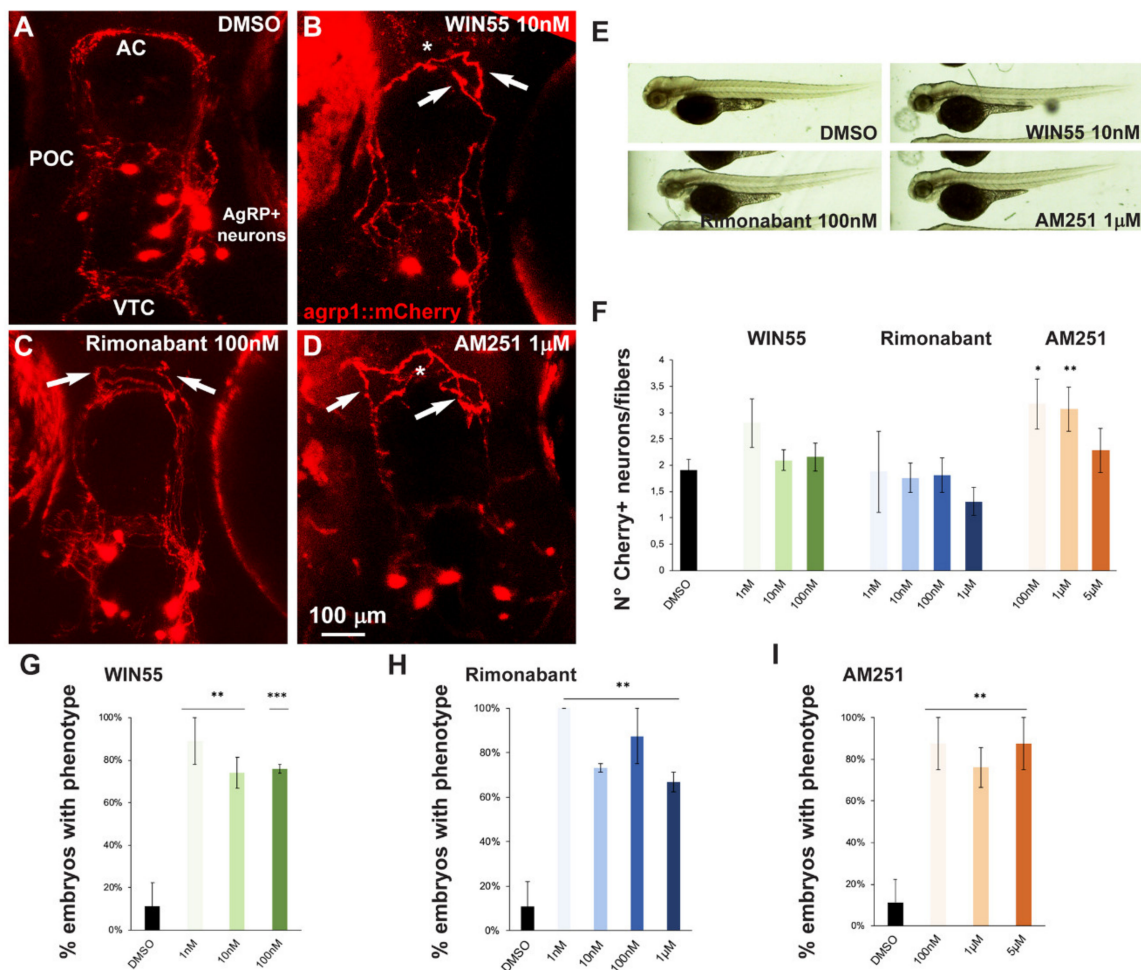 A
DMSO
AC
POC
AgRP+
neurons
VTC
B
WIN55 10nM
*
agrp1::mCherry
C
Rimonabant 100nM
D
AM251 1µM
*
100 µm
E
DMSO
WIN55 10nM
Rimonabant 100nM
AM251 1µM
F
WIN55
Rimonabant
AM251
N° Cherry+ neurons/fibers
4
3,5
3
2,5
2
1,5
1
,5
0
* **
DMSO
1nM
10nM
100nM
1nM
10nM
100nM
1µM
100nM
1µM
5µM
G
WIN55
% embryos with phenotype
** ***
100%
80%
60%
40%
20%
0%
DMSO
1nM
10nM
100nM
H
Rimonabant
% embryos with phenotype
**
100%
80%
60%
40%
20%
0%
DMSO
1nM
10nM
100nM
1µM
I
AM251
% embryos with phenotype
**
100%
80%
60%
40%
20%
0%
DMSO
100nM
1µM
5µM